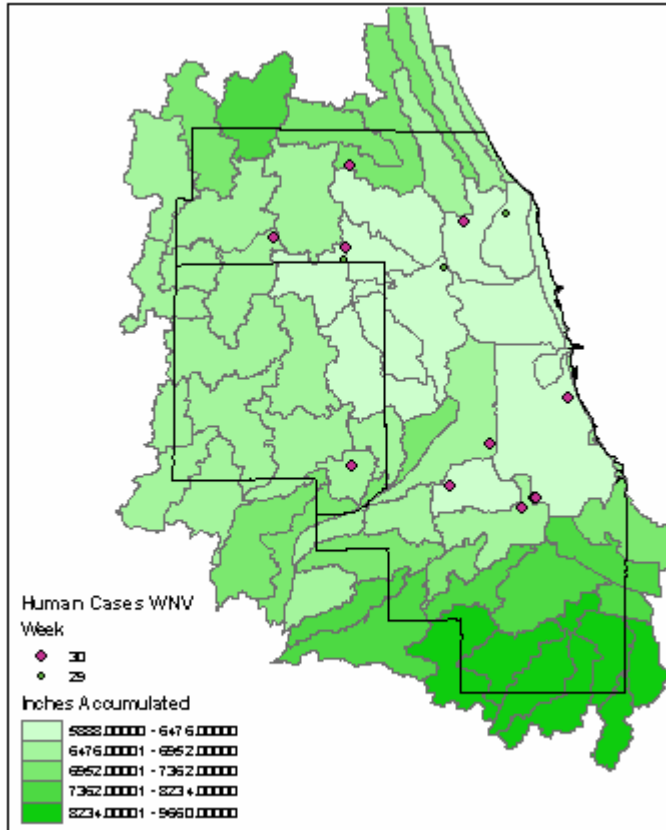 Human Cases WNV
Week
30
29
Inches Accumulated
5888.00000 - 6476.00000
6476.00001 - 6952.00000
6952.00001 - 7362.00000
7362.00001 - 8234.00000
8234.00001 - 9660.00000